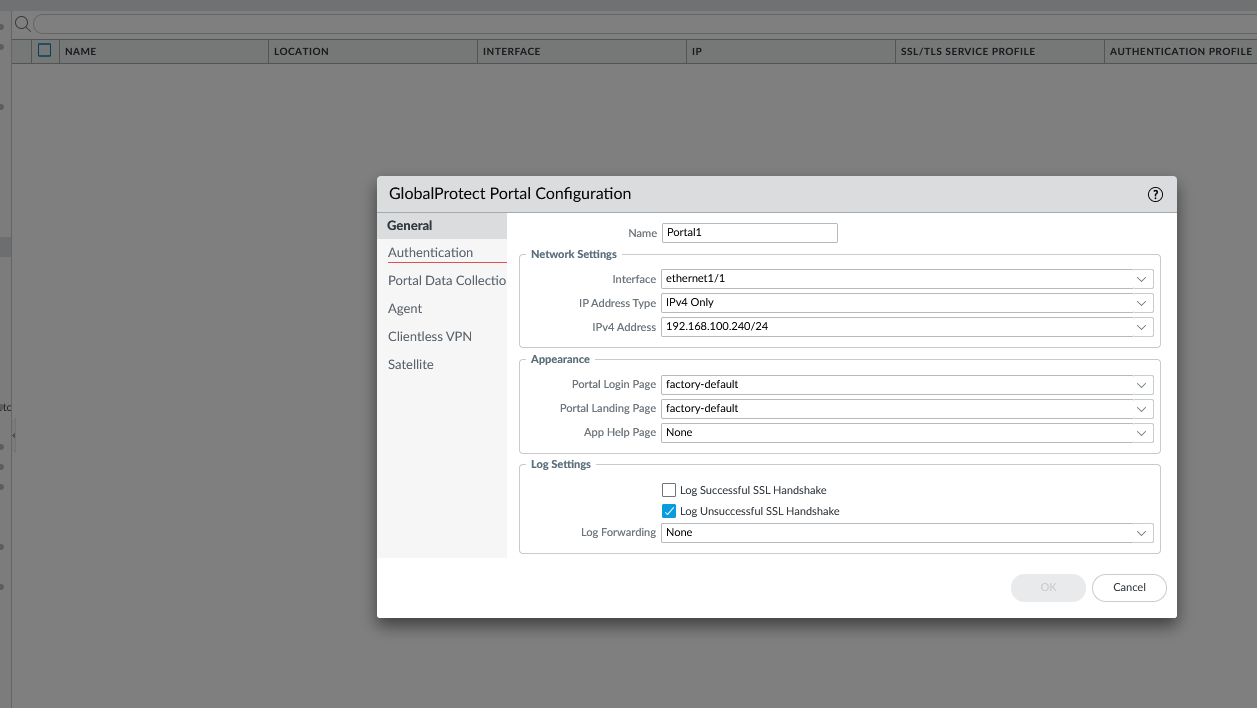 NAME LOCATION INTERFACE IP SSL/TLS SERVICE PROFILE AUTHENTICATION PROFILE
GlobalProtect Portal Configuration ?
General
Authentication
Portal Data Collectio
Agent
Clientless VPN
Satellite
Name Portal1
Network Settings
Interface ethernet1/1
IP Address Type IPv4 Only
IPv4 Address 192.168.100.240/24
Appearance
Portal Login Page factory-default
Portal Landing Page factory-default
App Help Page None
Log Settings
Log Successful SSL Handshake
Log Unsuccessful SSL Handshake
Log Forwarding None
OK Cancel